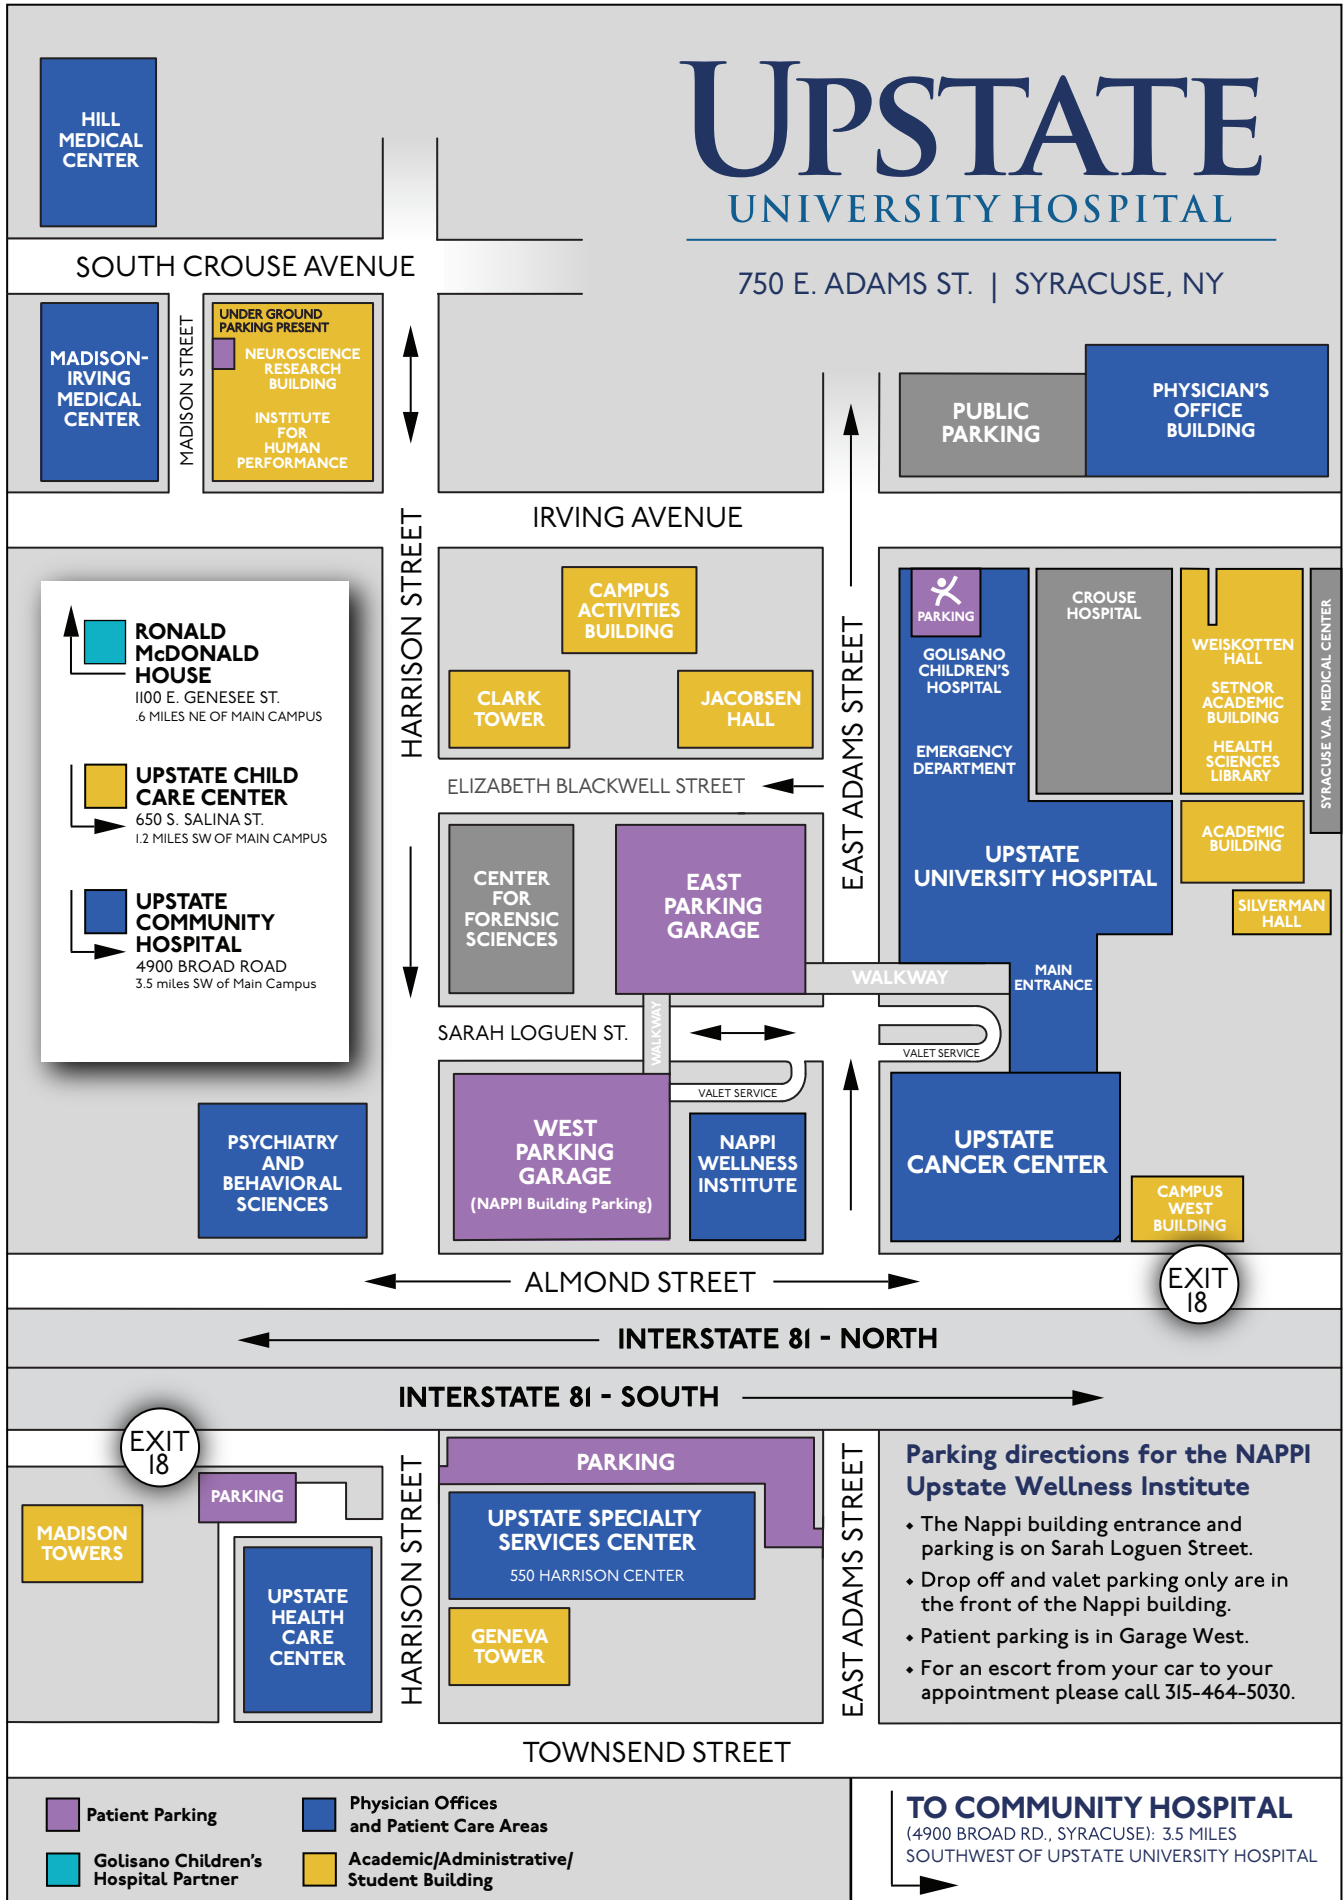 UPSTATE
UNIVERSITY HOSPITAL
750 E. ADAMS ST. | SYRACUSE, NY
HILL
MEDICAL
CENTER
SOUTH CROUSE AVENUE
MADISON-
IRVING
MEDICAL
CENTER
MADISON STREET
UNDER GROUND
PARKING PRESENT
NEUROSCIENCE
RESEARCH
BUILDING
INSTITUTE
FOR
HUMAN
PERFORMANCE
PUBLIC
PARKING
PHYSICIAN'S
OFFICE
BUILDING
IRVING AVENUE
HARRISON STREET
EAST ADAMS STREET
RONALD
McDONALD
HOUSE
1100 E. GENESEE ST.
.6 MILES NE OF MAIN CAMPUS
UPSTATE CHILD
CARE CENTER
650 S. SALINA ST.
1.2 MILES SW OF MAIN CAMPUS
UPSTATE
COMMUNITY
HOSPITAL
4900 BROAD ROAD
3.5 miles SW of Main Campus
CAMPUS
ACTIVITIES
BUILDING
CLARK
TOWER
JACOBSEN
HALL
ELIZABETH BLACKWELL STREET
PARKING
GOLISANO
CHILDREN'S
HOSPITAL
EMERGENCY
DEPARTMENT
CROUSE
HOSPITAL
WEISKOTTEN
HALL
SETNOR
ACADEMIC
BUILDING
HEALTH
SCIENCES
LIBRARY
SYRACUSE V.A. MEDICAL CENTER
ACADEMIC
BUILDING
SILVERMAN
HALL
UPSTATE
UNIVERSITY HOSPITAL
MAIN
ENTRANCE
CENTER
FOR
FORENSIC
SCIENCES
EAST
PARKING
GARAGE
WALKWAY
SARAH LOGUEN ST.
WALKWAY
VALET SERVICE
VALET SERVICE
PSYCHIATRY
AND
BEHAVIORAL
SCIENCES
WEST
PARKING
GARAGE
(NAPPI Building Parking)
NAPPI
WELLNESS
INSTITUTE
UPSTATE
CANCER CENTER
CAMPUS
WEST
BUILDING
ALMOND STREET
EXIT
18
INTERSTATE 81 - NORTH
INTERSTATE 81 - SOUTH
EXIT
18
PARKING
MADISON
TOWERS
UPSTATE
HEALTH
CARE
CENTER
HARRISON STREET
PARKING
UPSTATE SPECIALTY
SERVICES CENTER
550 HARRISON CENTER
GENEVA
TOWER
EAST ADAMS STREET
Parking directions for the NAPPI
Upstate Wellness Institute
• The Nappi building entrance and
parking is on Sarah Loguen Street.
• Drop off and valet parking only are in
the front of the Nappi building.
• Patient parking is in Garage West.
• For an escort from your car to your
appointment please call 315-464-5030.
TOWNSEND STREET
Patient Parking
Physician Offices
and Patient Care Areas
Golisano Children's
Hospital Partner
Academic/Administrative/
Student Building
TO COMMUNITY HOSPITAL
(4900 BROAD RD., SYRACUSE): 3.5 MILES
SOUTHWEST OF UPSTATE UNIVERSITY HOSPITAL